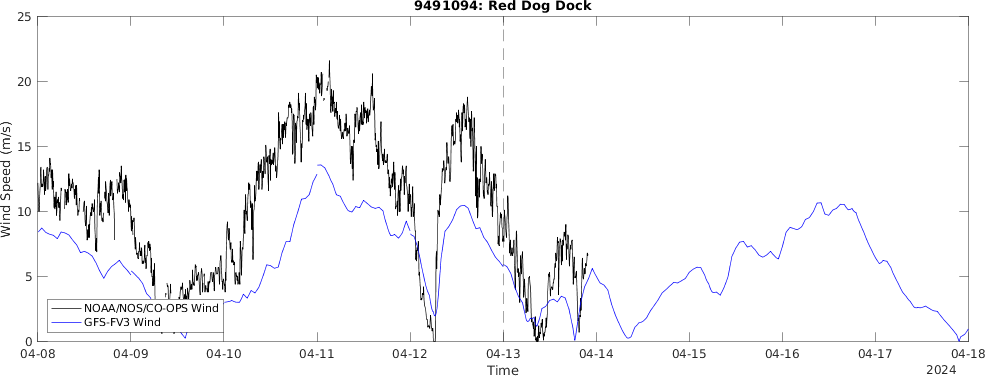 9491094: Red Dog Dock
25
20
15
10
5
0
Wind Speed (m/s)
NOAA/NOS/CO-OPS Wind
GFS-FV3 Wind
04-08 04-09 04-10 04-11 04-12 04-13 04-14 04-15 04-16 04-17 04-18
Time
2024